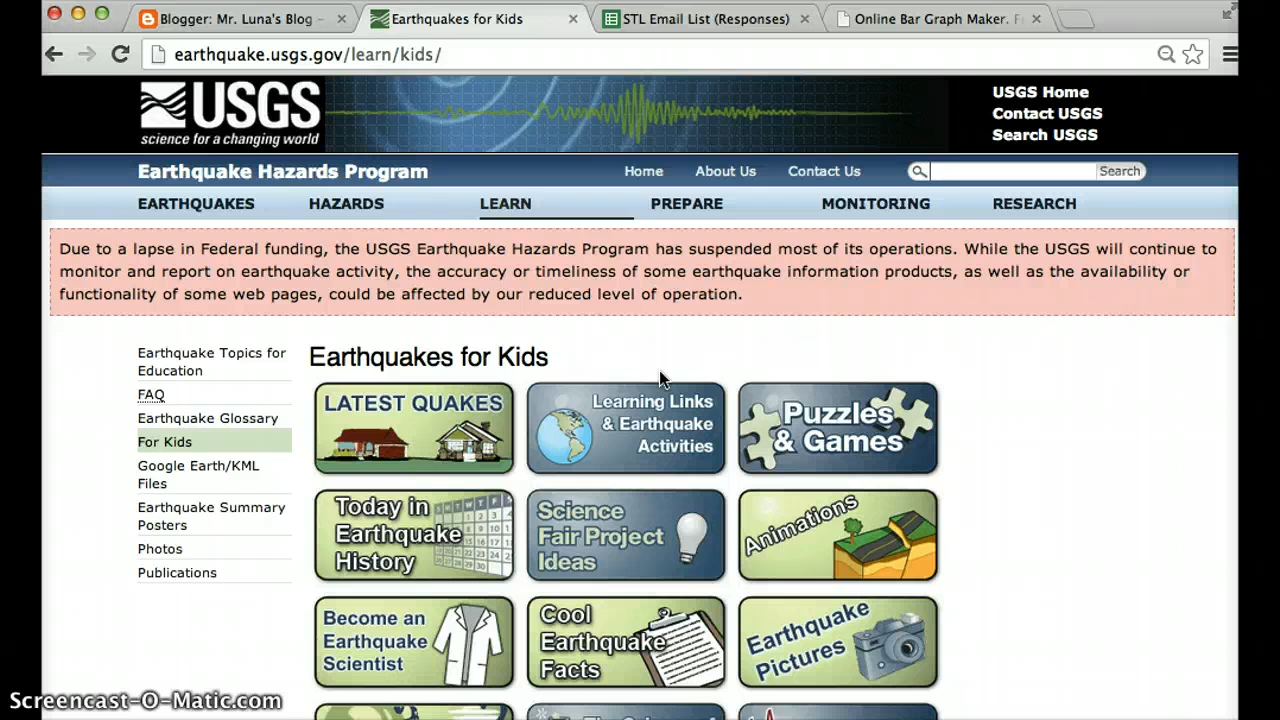 Blogger: Mr. Luna's Blog -
Earthquakes for Kids
STL Email List (Responses)
Online Bar Graph Maker. F
earthquake.usgs.gov/learn/kids/
USGS
science for a changing world
USGS Home
Contact USGS
Search USGS
Earthquake Hazards Program
Home
About Us
Contact Us
Search
EARTHQUAKES
HAZARDS
LEARN
PREPARE
MONITORING
RESEARCH
Due to a lapse in Federal funding, the USGS Earthquake Hazards Program has suspended most of its operations. While the USGS will continue to
monitor and report on earthquake activity, the accuracy or timeliness of some earthquake information products, as well as the availability or
functionality of some web pages, could be affected by our reduced level of operation.
Earthquake Topics for
Education
FAQ
Earthquake Glossary
For Kids
Google Earth/KML
Files
Earthquake Summary
Posters
Photos
Publications
Earthquakes for Kids
LATEST QUAKES
Learning Links
& Earthquake
Activities
Puzzles
& Games
Today in
Earthquake
History
Science
Fair Project
Ideas
Animations
Become an
Earthquake
Scientist
Cool
Earthquake
Facts
Earthquake
Pictures
Screencast-O-Matic.com